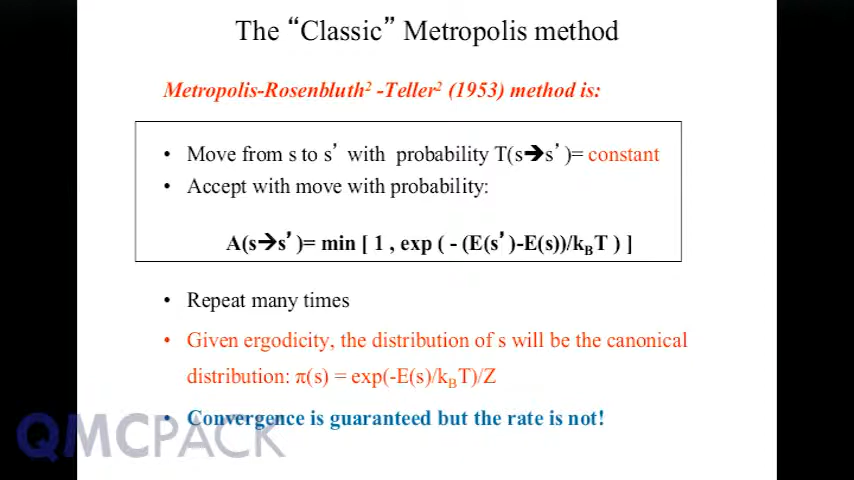 The “Classic” Metropolis method
Metropolis-Rosenbluth² -Teller² (1953) method is:
• Move from s to s’ with probability T(s➔s’)= constant
• Accept with move with probability:
A(s➔s’)= min [ 1 , exp ( - (E(s’)-E(s))/k_BT ) ]
• Repeat many times
• Given ergodicity, the distribution of s will be the canonical
distribution: π(s) = exp(-E(s)/k_BT)/Z
• Convergence is guaranteed but the rate is not!
QMCPACK